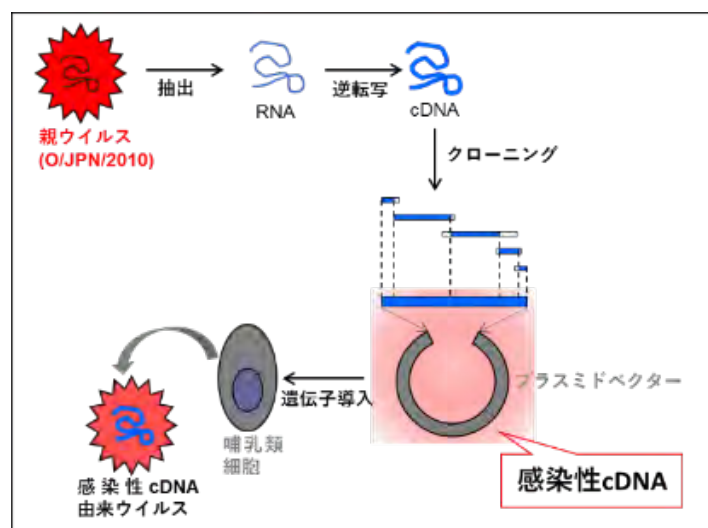 抽出
RNA
逆転写
cDNA
親ウイルス
(O/JPN/2010)
クローニング
プラスミドベクター
遺伝子導入
哺乳類
細胞
感染性cDNA
由来ウイルス
感染性cDNA